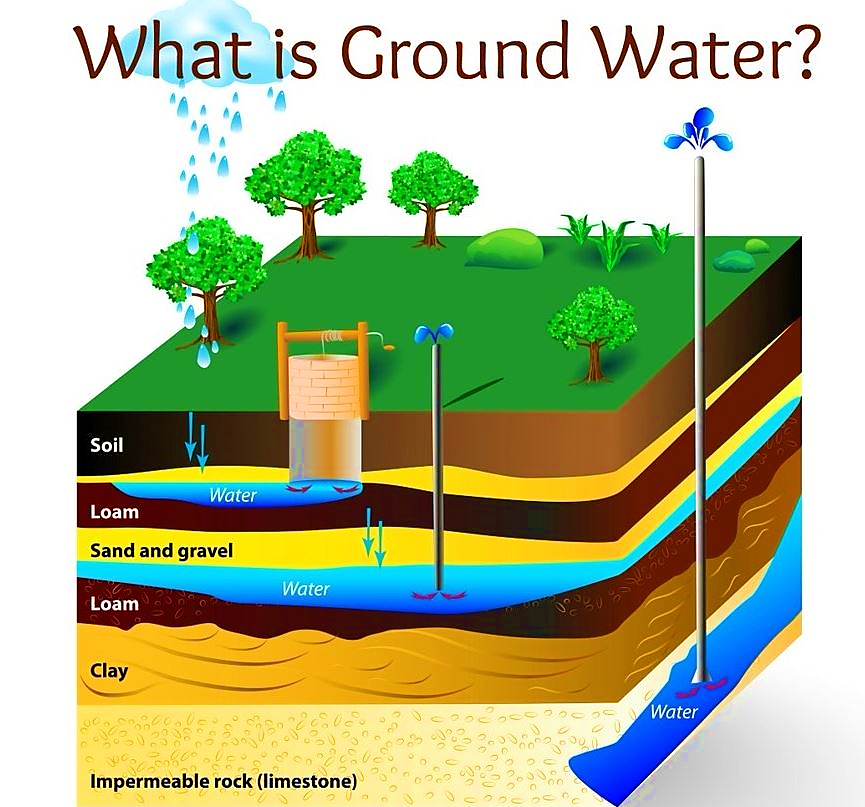 What is Ground Water?
Soil
Water
Loam
Sand and gravel
Water
Loam
Clay
Water
Impermeable rock (limestone)